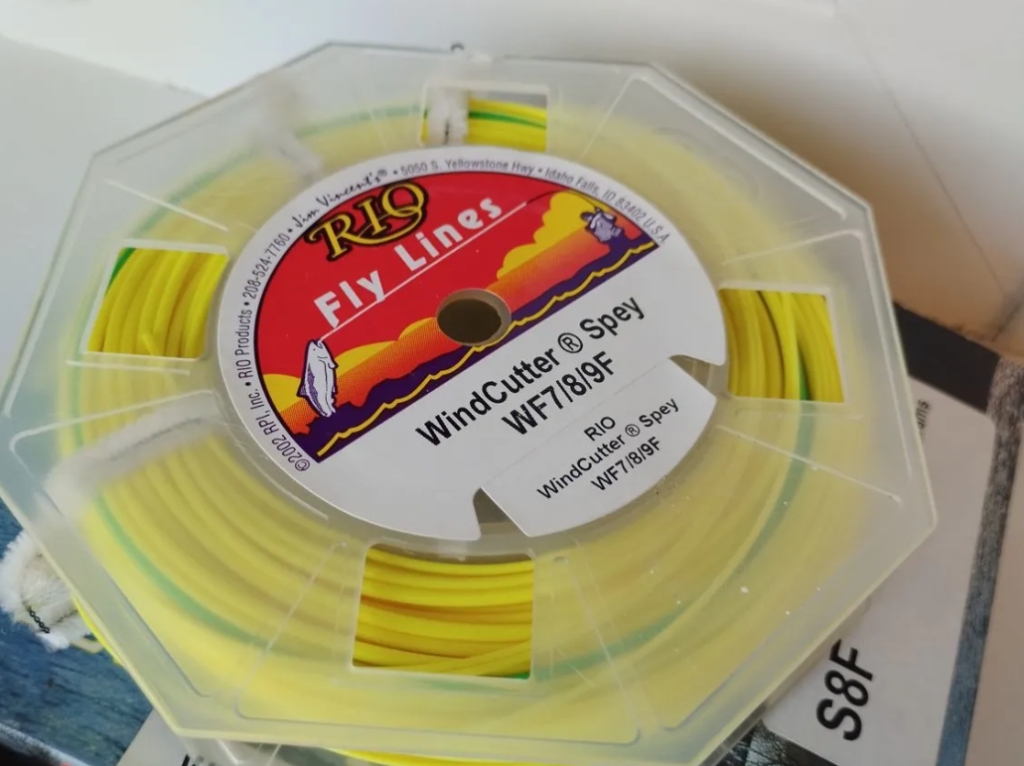 ©2002 RPI, Inc. • RIO Products • 208-524-7760 • Jim Vincent's® • 5050 S. Yellowstone Hwy • Idaho Falls, ID 83402 U.S.A
RIO
Fly Lines
WindCutter ® Spey
WF7/8/9F
RIO
WindCutter ® Spey
WF7/8/9F
S8F